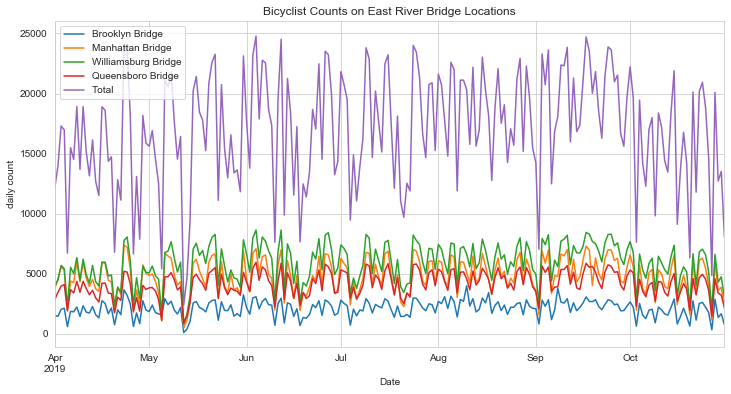 Bicyclist Counts on East River Bridge Locations
Brooklyn Bridge
Manhattan Bridge
Williamsburg Bridge
Queensboro Bridge
Total
25000
20000
15000
10000
5000
0
daily count
Apr May Jun Jul Aug Sep Oct
2019
Date